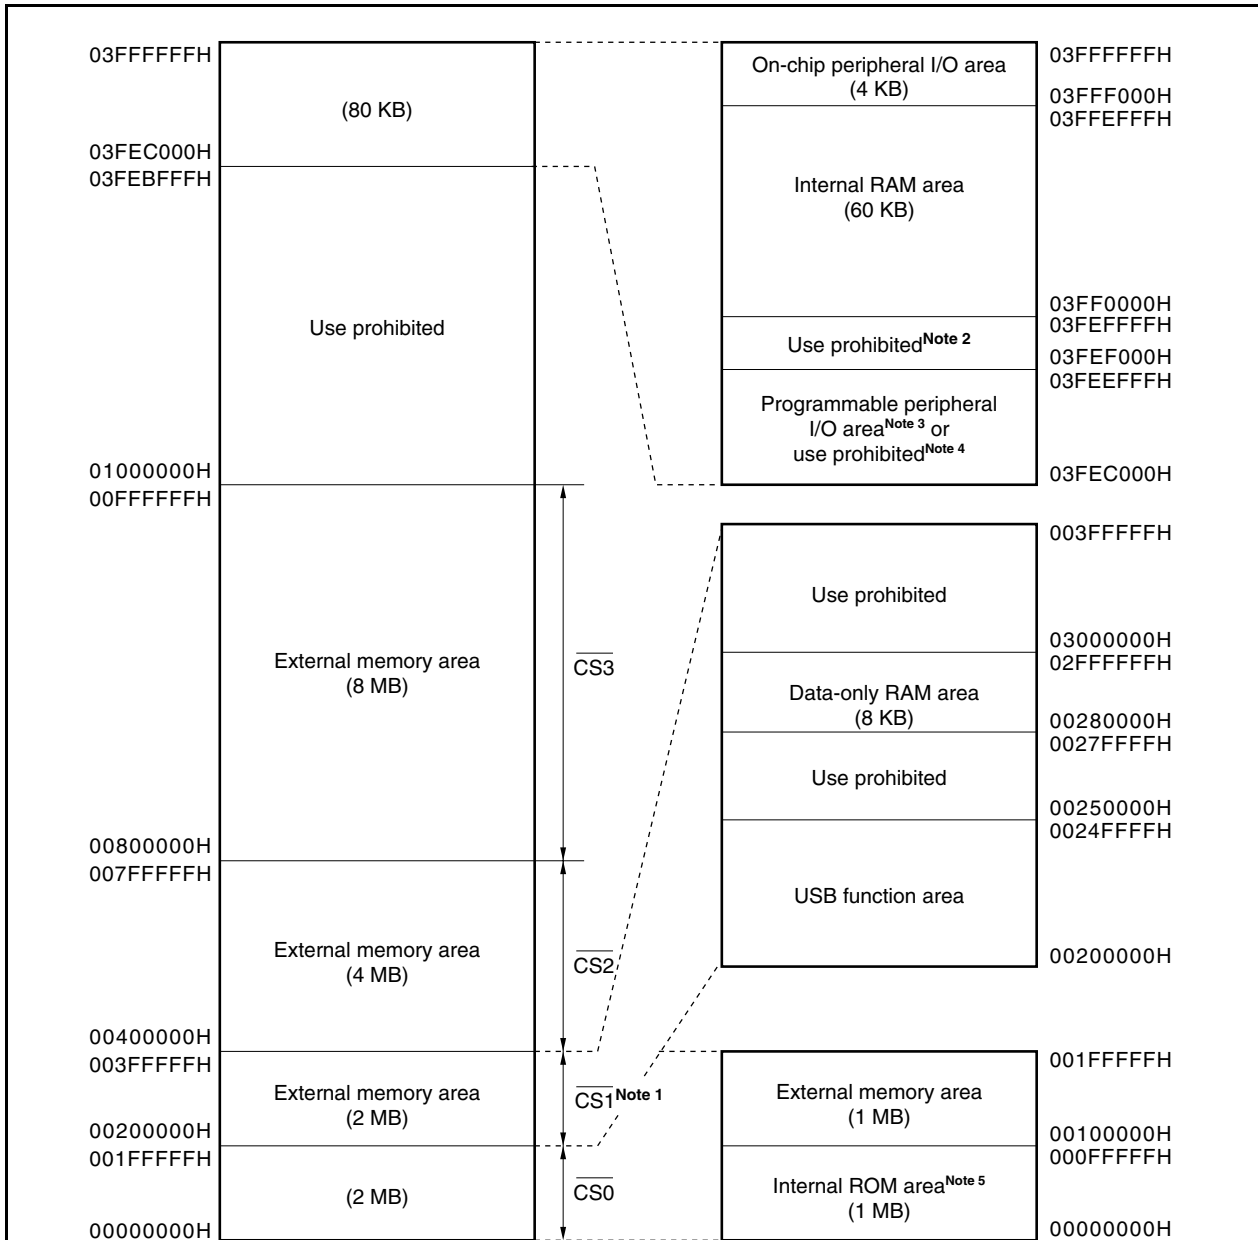 03FFFFFFH
(80 KB)
03FEC000H
03FEBFFFH
Use prohibited
01000000H
00FFFFFFH
External memory area
(8 MB)
CS3
00800000H
007FFFFFH
External memory area
(4 MB)
CS2
00400000H
003FFFFFH
External memory area
(2 MB)
CS1Note 1
00200000H
001FFFFFH
(2 MB)
CS0
00000000H
On-chip peripheral I/O area
(4 KB)
03FFFFFFH
03FFF000H
03FFEFFFH
Internal RAM area
(60 KB)
03FF0000H
03FEFFFFH
Use prohibitedNote 2
03FEF000H
03FEEFFFH
Programmable peripheral
I/O areaNote 3 or
use prohibitedNote 4
03FEC000H
003FFFFFH
Use prohibited
03000000H
02FFFFFFH
Data-only RAM area
(8 KB)
00280000H
0027FFFFH
Use prohibited
00250000H
0024FFFFH
USB function area
00200000H
001FFFFFH
External memory area
(1 MB)
00100000H
000FFFFFH
Internal ROM areaNote 5
(1 MB)
00000000H